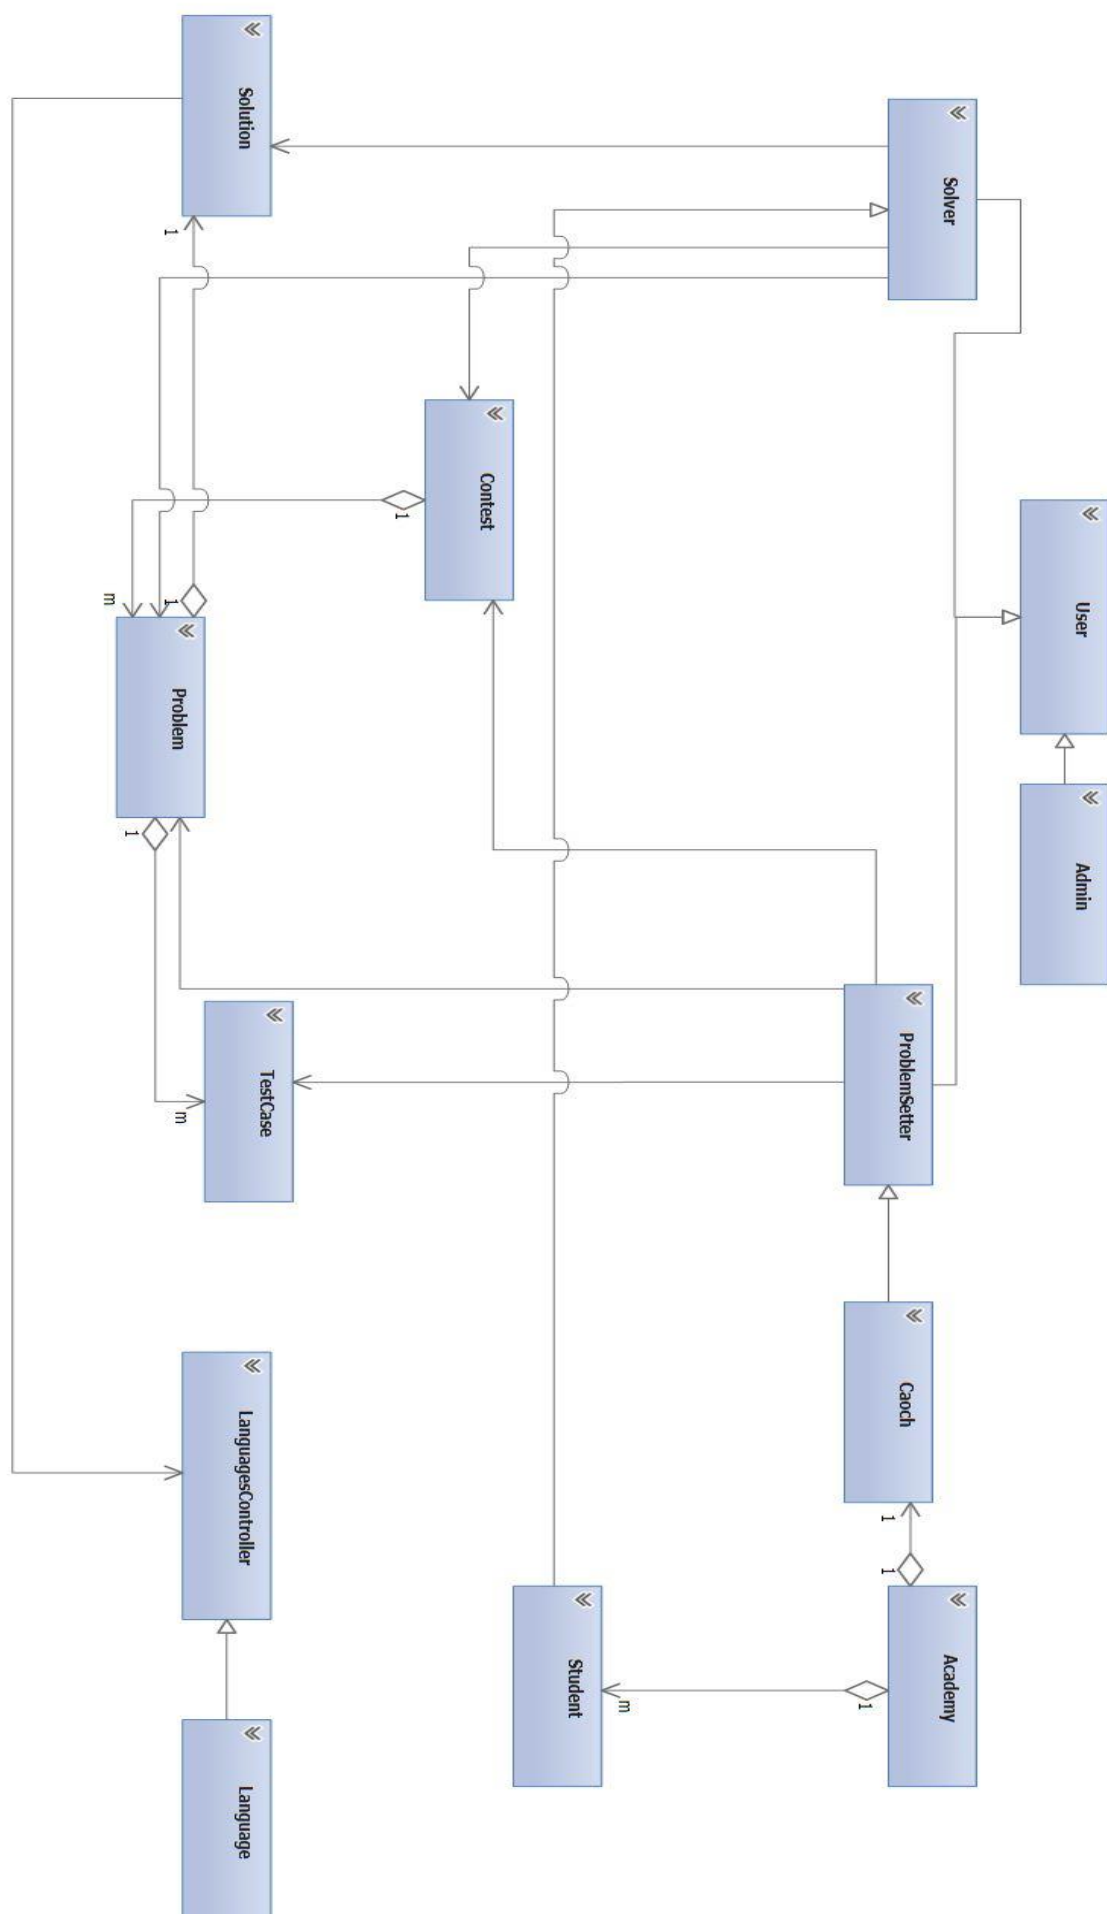 User
Admin
Solver
Academy
ProblemSetter
Caoch
1
1
1
m
Student
Contest
1
TestCase
Solution
LanguagesController
Language
m
Problem
1
1
1
m